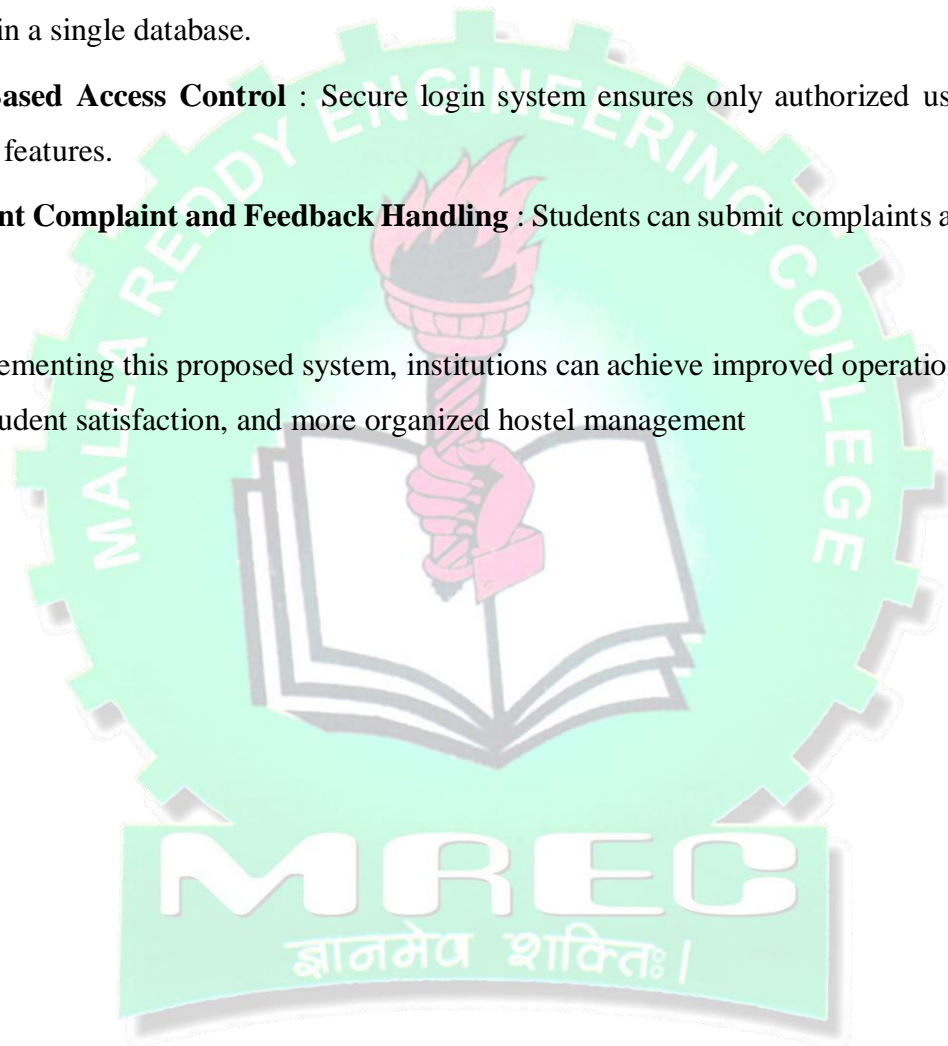 in a single database.
Based Access Control : Secure login system ensures only authorized us
features.
nt Complaint and Feedback Handling : Students can submit complaints a
ementing this proposed system, institutions can achieve improved operatio
udent satisfaction, and more organized hostel management
MALLA REDDY ENGINEERING COLLEGE
MREC
ज्ञानमेव शक्तिः|